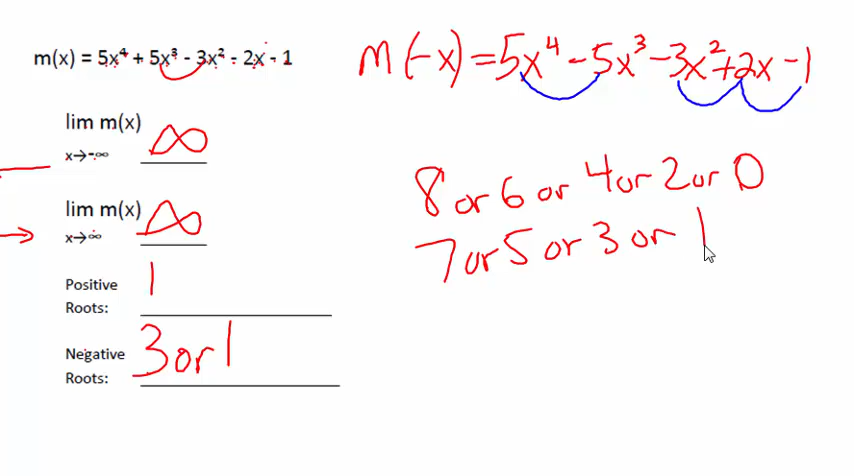 m(x) = 5x⁴ + 5x³ - 3x² - 2x - 1
m(-x) = 5x⁴ - 5x³ - 3x² + 2x - 1
lim m(x) ∞
x→-∞
lim m(x) ∞
x→∞
8 or 6 or 4 or 2 or 0
7 or 5 or 3 or 1
Positive 1
Roots:
Negative 3 or 1
Roots: